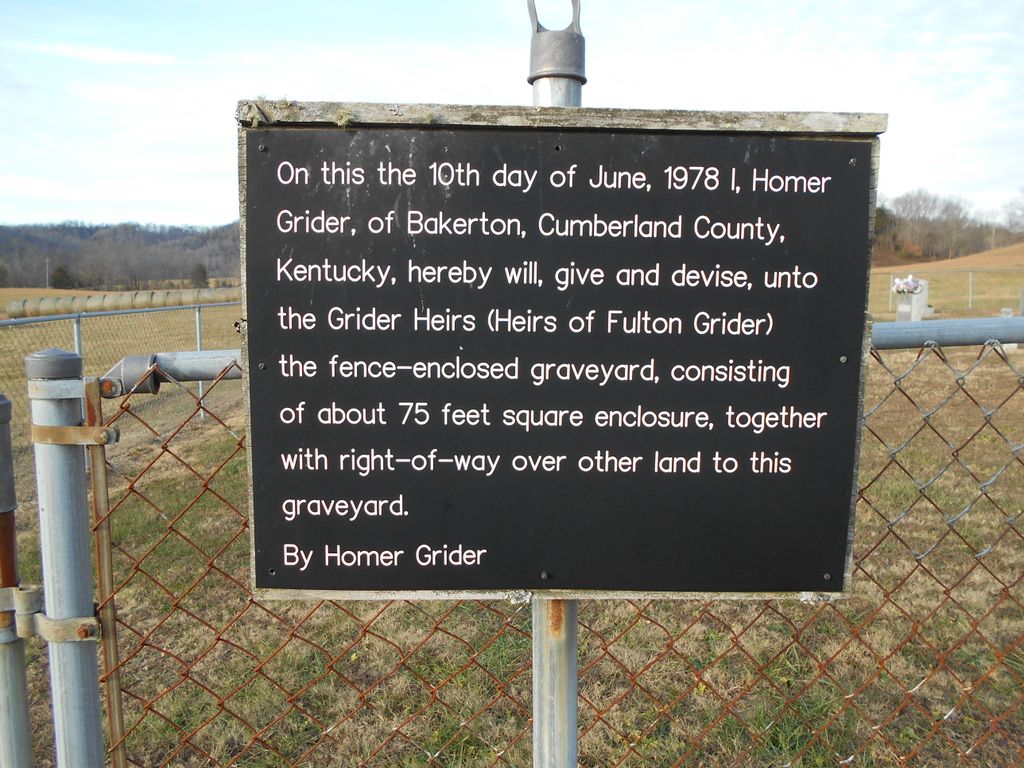 On this the 10th day of June, 1978 I, Homer
Grider, of Bakerton, Cumberland County,
Kentucky, hereby will, give and devise, unto
the Grider Heirs (Heirs of Fulton Grider)
the fence-enclosed graveyard, consisting
of about 75 feet square enclosure, together
with right-of-way over other land to this
graveyard.
By Homer Grider